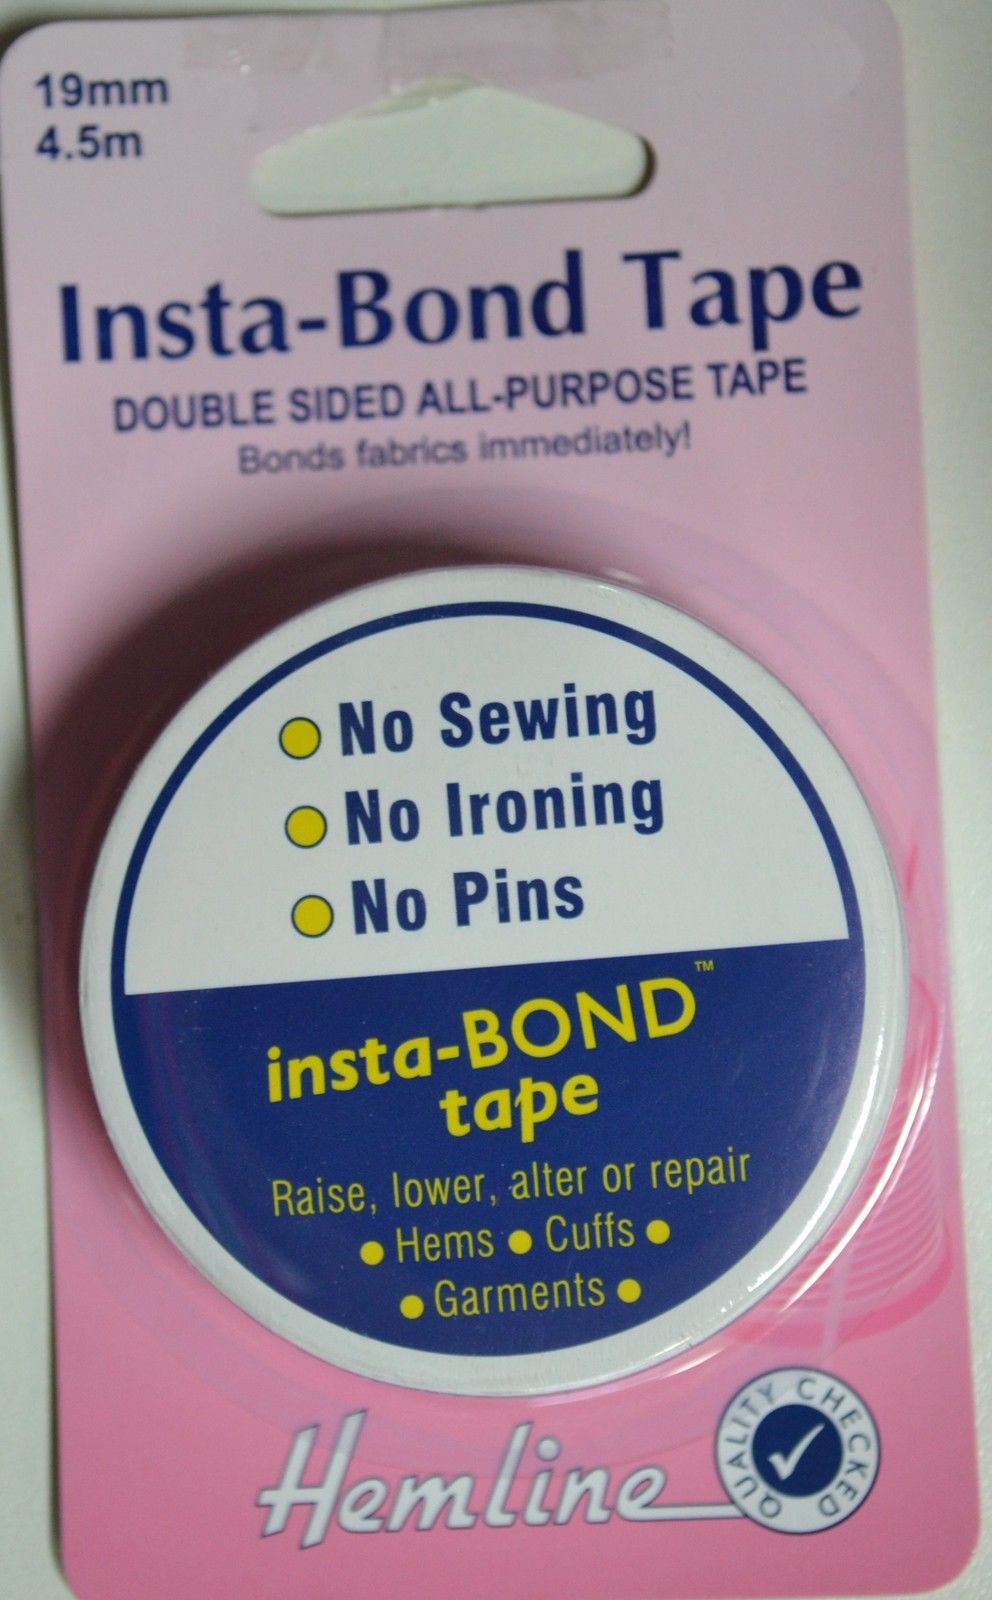 19mm
4.5m
Insta-Bond Tape
DOUBLE SIDED ALL-PURPOSE TAPE
Bonds fabrics immediately!
No Sewing
No Ironing
No Pins
insta-BOND™
tape
Raise, lower, alter or repair
• Hems • Cuffs •
• Garments •
Hemline
QUALITY CHECKED